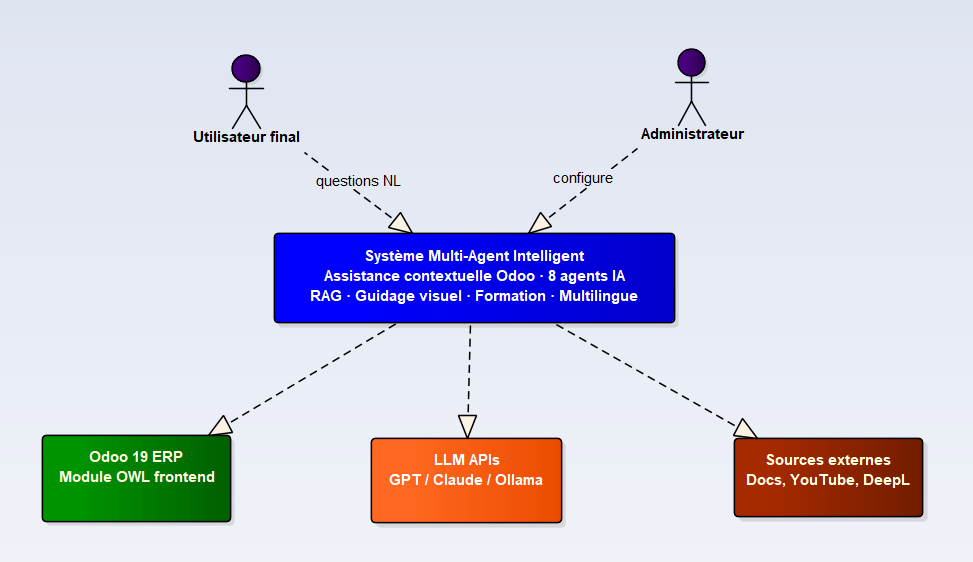 Utilisateur final
Administrateur
questions NL
configure
Système Multi-Agent Intelligent
Assistance contextuelle Odoo · 8 agents IA
RAG · Guidage visuel · Formation · Multilingue
Odoo 19 ERP
Module OWL frontend
LLM APIs
GPT / Claude / Ollama
Sources externes
Docs, YouTube, DeepL